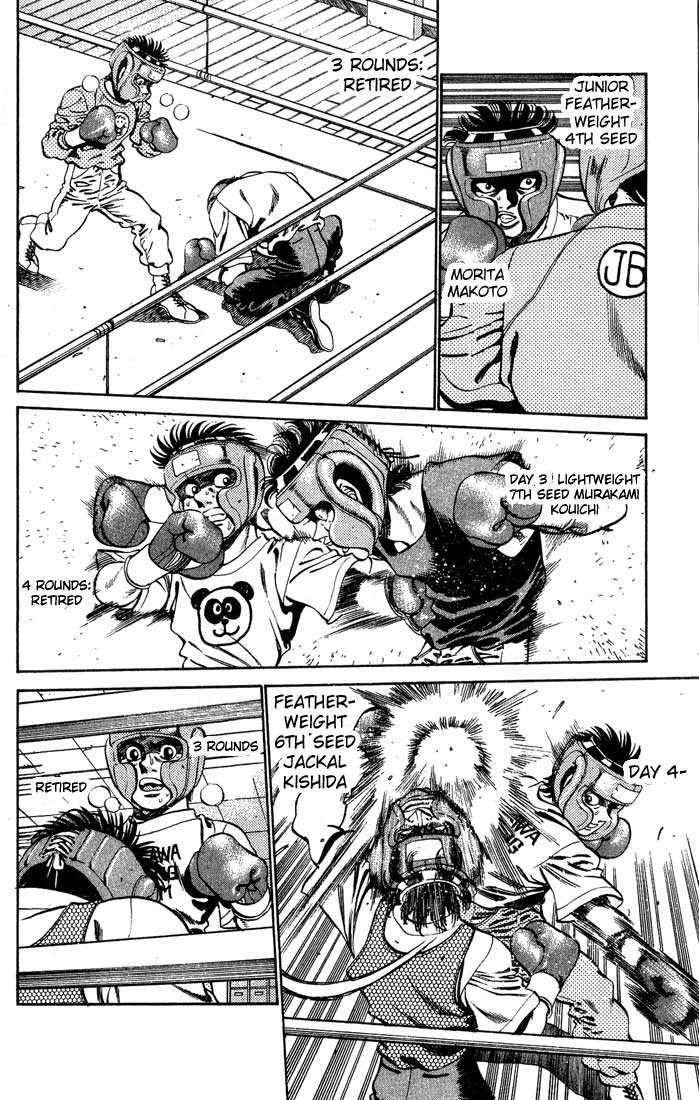 JUNIOR
FEATHER-
WEIGHT
4TH SEED
JB
MORITA
MAKOTO
3 ROUNDS:
RETIRED
DAY 3: LIGHTWEIGHT
7TH SEED MURAKAMI
KOUICHI
4 ROUNDS:
RETIRED
DAY 4-
FEATHER-
WEIGHT
6TH SEED
JACKAL
KISHIDA
3 ROUNDS
RETIRED